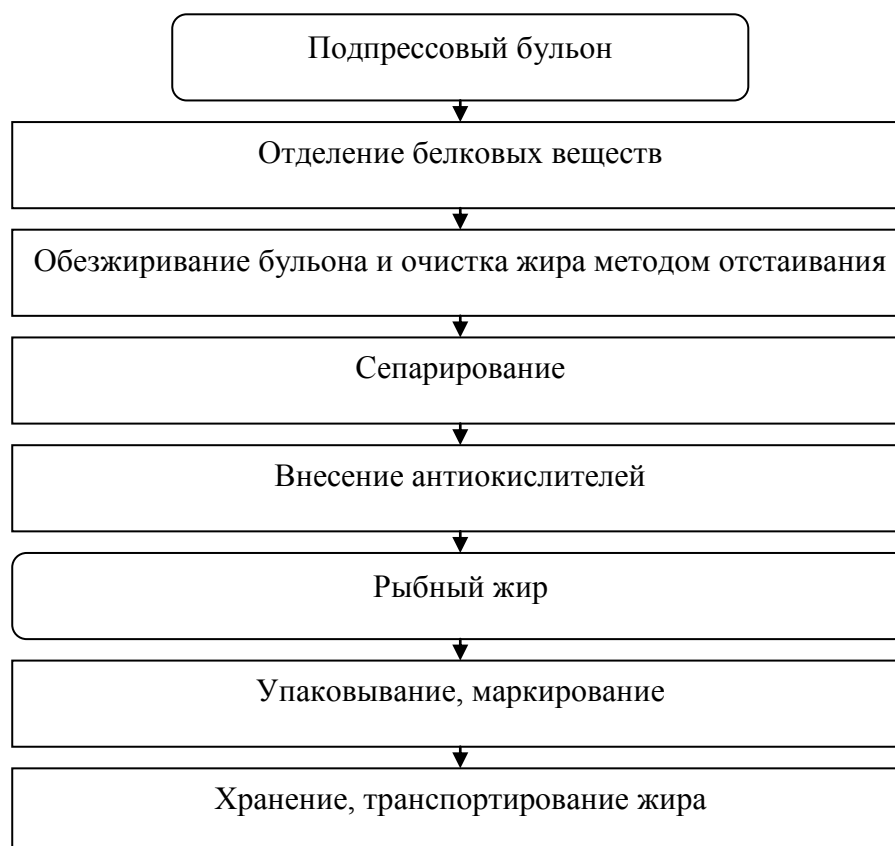 Подпрессовый бульон
Отделение белковых веществ
Обезжиривание бульона и очистка жира методом отстаивания
Сепарирование
Внесение антиокислителей
Рыбный жир
Упаковывание, маркирование
Хранение, транспортирование жира